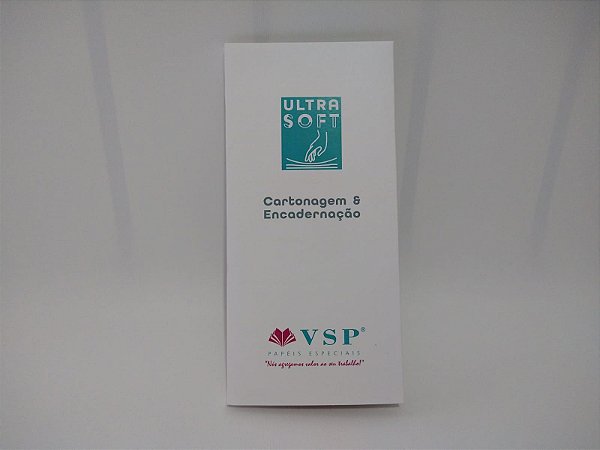 ULTRA
SOFT
Cartonagem &
Encadernação
VSP®
PAPÉIS ESPECIAIS
"Nós agregamos valor ao seu trabalho!"